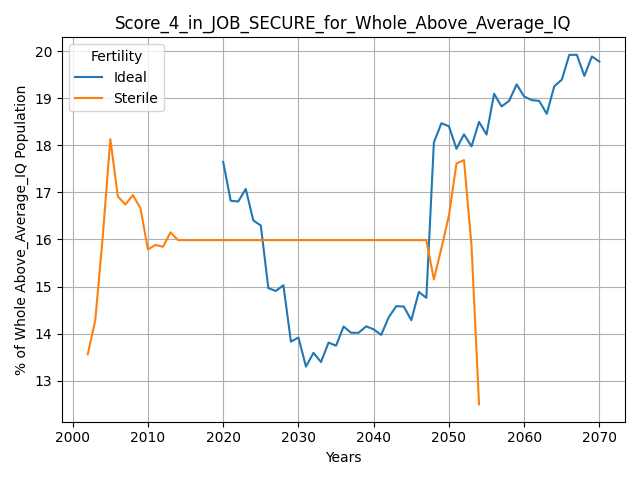 Score_4_in_JOB_SECURE_for_Whole_Above_Average_IQ
Fertility
Ideal
Sterile
% of Whole Above_Average_IQ Population
20
19
18
17
16
15
14
13
2000 2010 2020 2030 2040 2050 2060 2070
Years